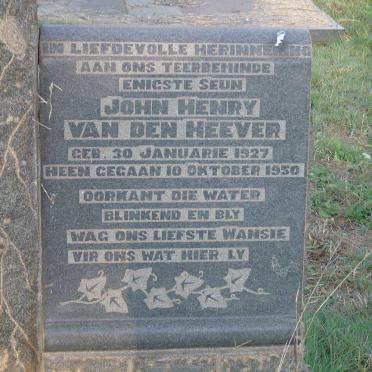 IN LIEFDEVOLLE HERINNERING
AAN ONS TEERBEMINDE
ENIGSTE SEUN
JOHN HENRY
VAN DEN HEEVER
GEB. 30 JANUARIE 1927
HEEN GEGAAN 10 OKTOBER 1950
OORKANT DIE WATER
BLINKEND EN BLY
WAG ONS LIEFSTE WANSIE
VIR ONS WAT HIER LY